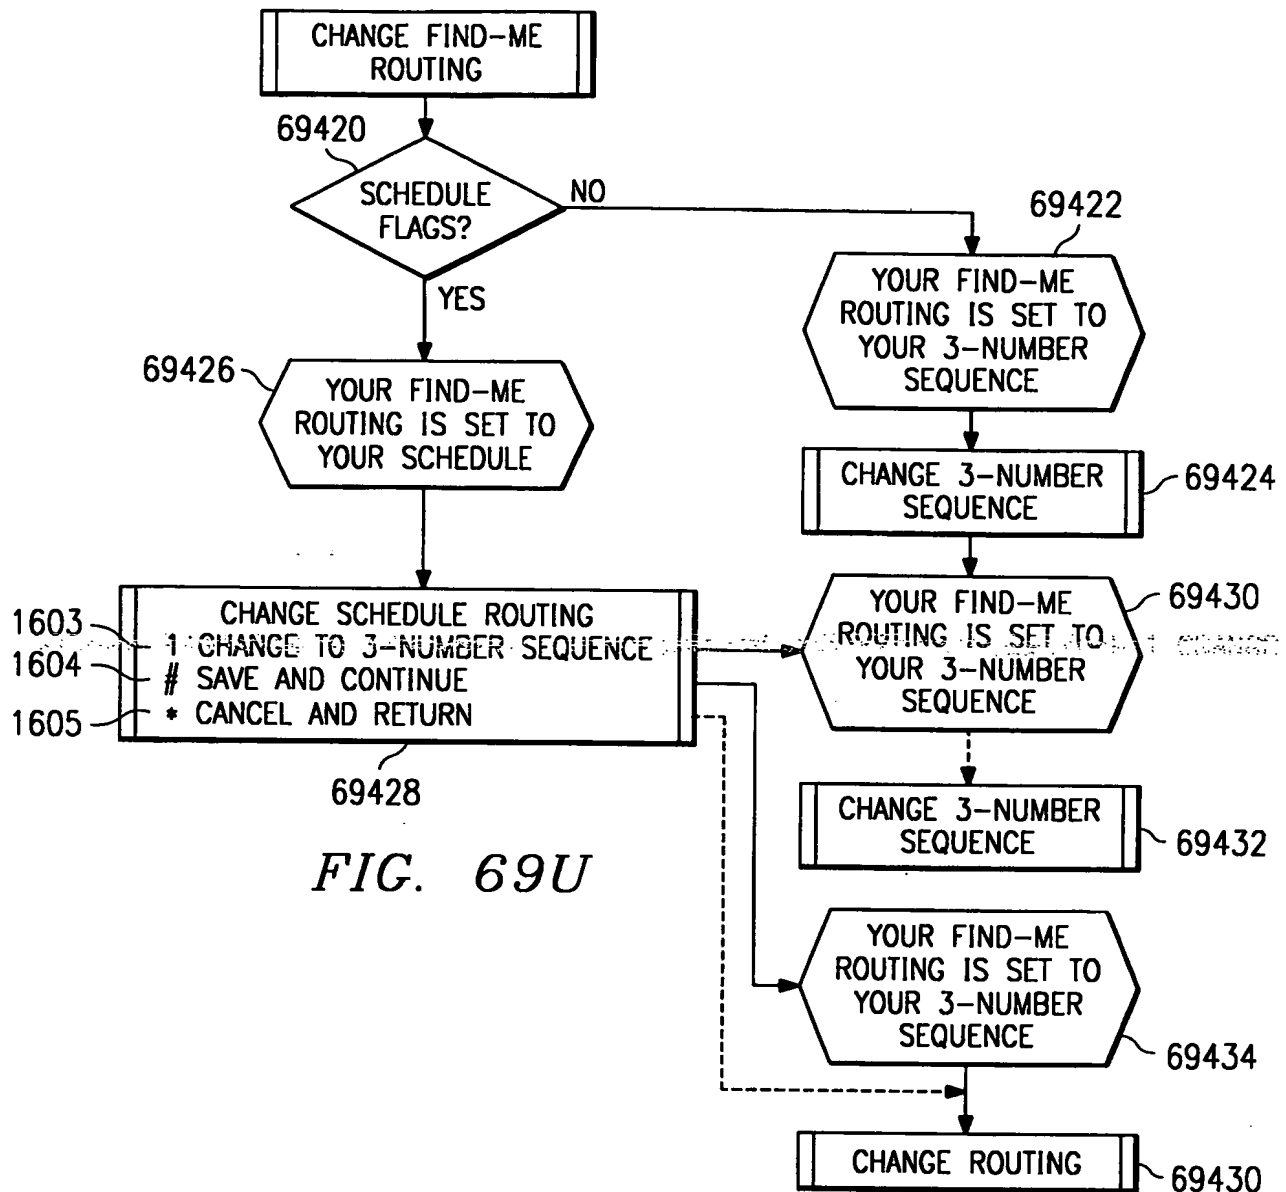 CHANGE FIND-ME
ROUTING
69420
SCHEDULE
FLAGS?
NO
YES
69422
YOUR FIND-ME
ROUTING IS SET TO
YOUR 3-NUMBER
SEQUENCE
69426
YOUR FIND-ME
ROUTING IS SET TO
YOUR SCHEDULE
CHANGE 3-NUMBER
SEQUENCE
69424
CHANGE SCHEDULE ROUTING
1603
1 CHANGE TO 3-NUMBER SEQUENCE
1604
# SAVE AND CONTINUE
1605
* CANCEL AND RETURN
69428
YOUR FIND-ME
ROUTING IS SET TO
YOUR 3-NUMBER
SEQUENCE
69430
CHANGE 3-NUMBER
SEQUENCE
69432
FIG. 69U
YOUR FIND-ME
ROUTING IS SET TO
YOUR 3-NUMBER
SEQUENCE
69434
CHANGE ROUTING
69430